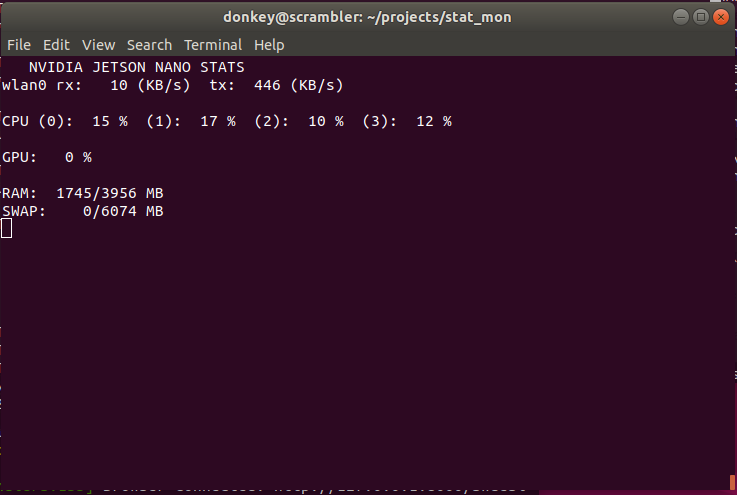 donkey@scrambler: ~/projects/stat_mon
File Edit View Search Terminal Help
NVIDIA JETSON NANO STATS
wlan0 rx: 10 (KB/s) tx: 446 (KB/s)
CPU (0): 15 % (1): 17 % (2): 10 % (3): 12 %
GPU: 0 %
RAM: 1745/3956 MB
SWAP: 0/6074 MB